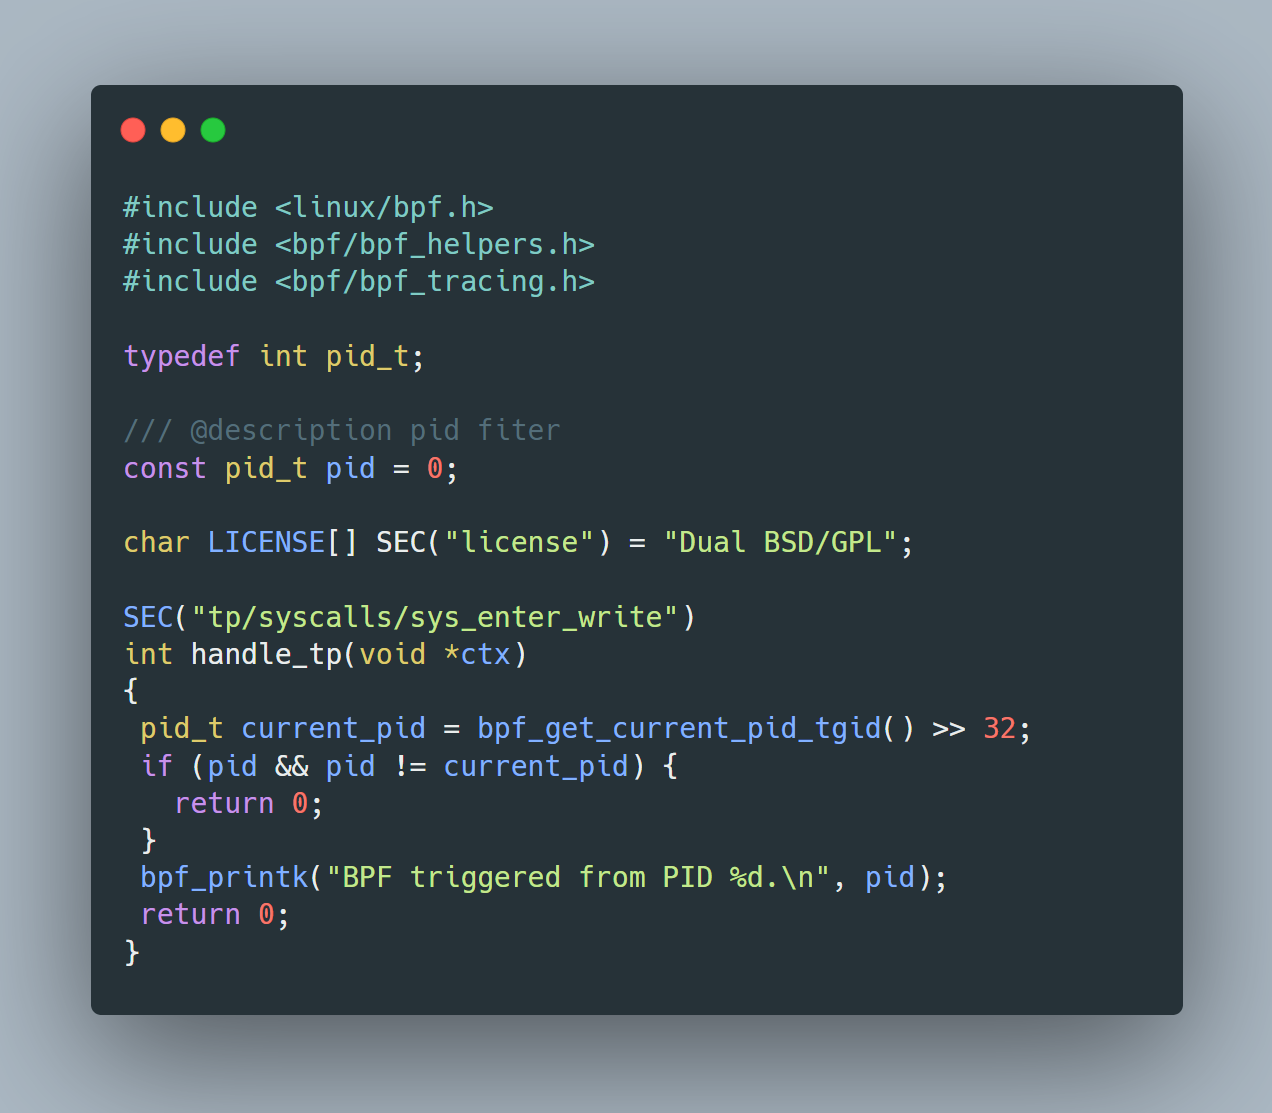 #include <linux/bpf.h>
#include <bpf/bpf_helpers.h>
#include <bpf/bpf_tracing.h>

typedef int pid_t;

/// @description pid fiter
const pid_t pid = 0;

char LICENSE[] SEC("license") = "Dual BSD/GPL";

SEC("tp/syscalls/sys_enter_write")
int handle_tp(void *ctx)
{
 pid_t current_pid = bpf_get_current_pid_tgid() >> 32;
 if (pid && pid != current_pid) {
   return 0;
 }
 bpf_printk("BPF triggered from PID %d.\n", pid);
 return 0;
}